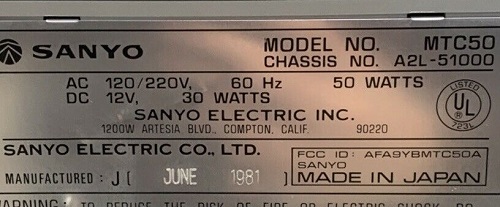 SANYO MODEL NO. MTC50
CHASSIS NO. A2L-51000
AC 120/220V, 60 Hz 50 WATTS
DC 12V, 30 WATTS
LISTED
UL
723L
SANYO ELECTRIC INC.
1200W ARTESIA BLVD., COMPTON, CALIF. 90220
SANYO ELECTRIC CO., LTD.
FCC ID: AFA9YBMTC50A
SANYO
MANUFACTURED: J[ JUNE 1981 ] MADE IN JAPAN
WARNING: TO REDUCE THE RISK OF FIRE OR ELECTRIC SHOCK